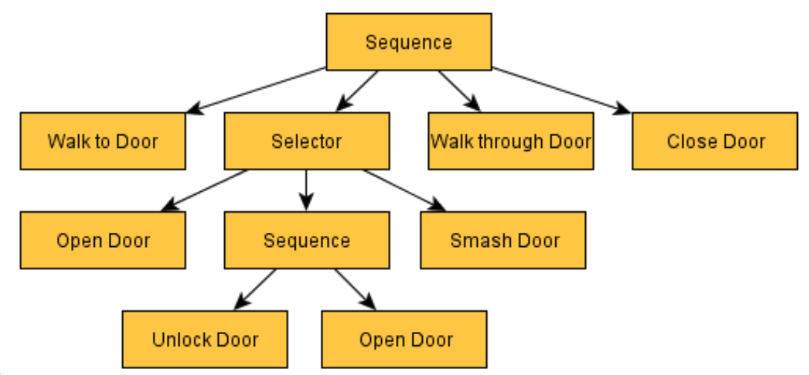 Sequence
Walk to Door
Selector
Walk through Door
Close Door
Open Door
Sequence
Smash Door
Unlock Door
Open Door